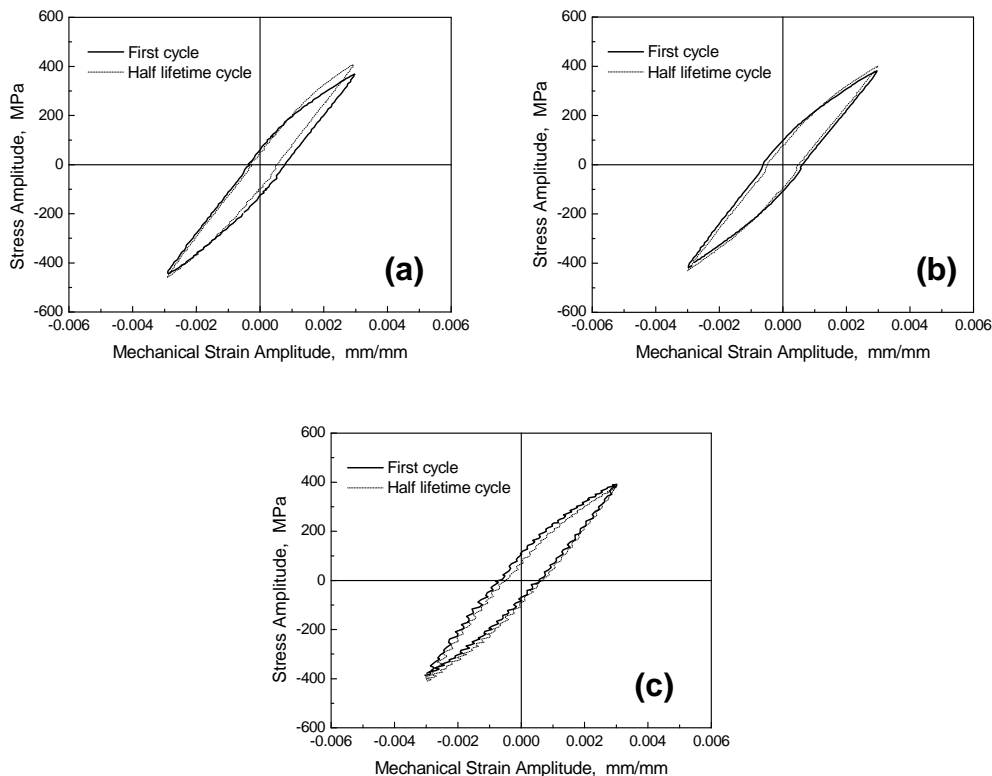 600
400
200
0
-200
-400
-600
-0.006 -0.004 -0.002 0.000 0.002 0.004 0.006
Stress Amplitude, MPa
Mechanical Strain Amplitude, mm/mm
First cycle
Half lifetime cycle
(a)
600
400
200
0
-200
-400
-600
-0.006 -0.004 -0.002 0.000 0.002 0.004 0.006
Stress Amplitude, MPa
Mechanical Strain Amplitude, mm/mm
First cycle
Half lifetime cycle
(b)
600
400
200
0
-200
-400
-600
-0.006 -0.004 -0.002 0.000 0.002 0.004 0.006
Stress Amplitude, MPa
Mechanical Strain Amplitude, mm/mm
First cycle
Half lifetime cycle
(c)